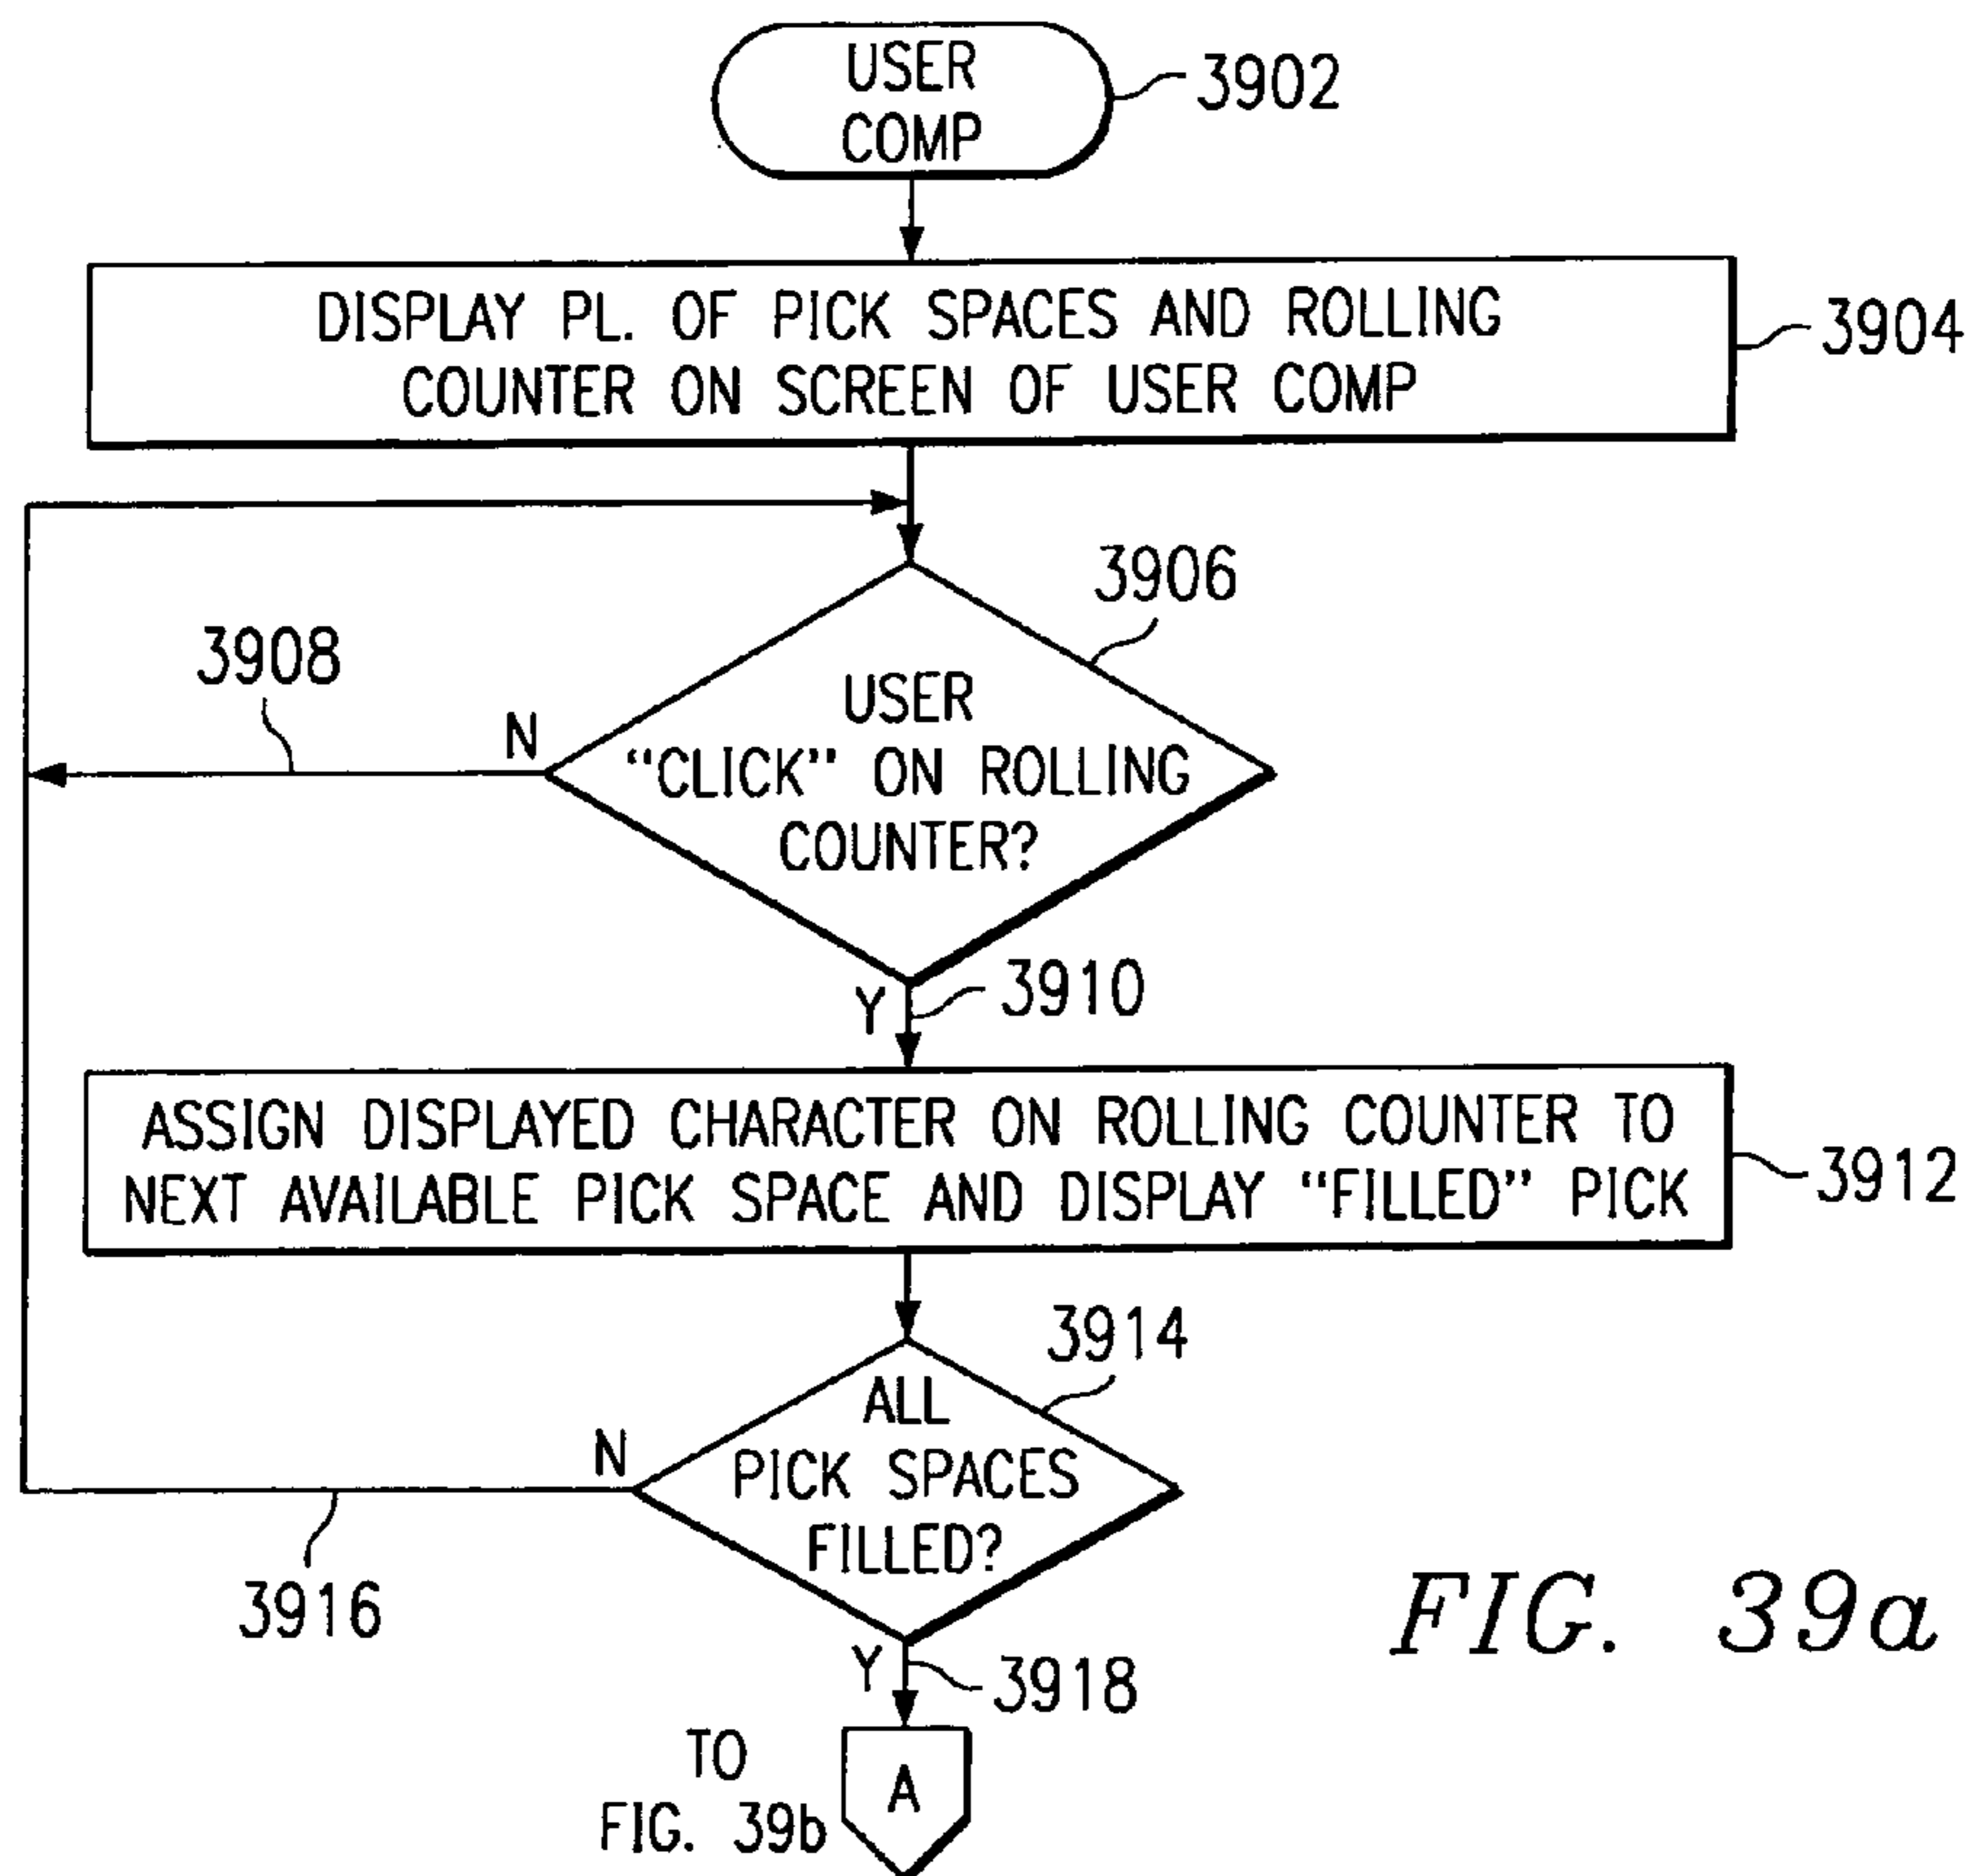 USER
COMP
3902
DISPLAY PL. OF PICK SPACES AND ROLLING
COUNTER ON SCREEN OF USER COMP
3904
3906
3908
N
USER
“CLICK” ON ROLLING
COUNTER?
Y
3910
ASSIGN DISPLAYED CHARACTER ON ROLLING COUNTER TO
NEXT AVAILABLE PICK SPACE AND DISPLAY “FILLED” PICK
3912
3914
N
ALL
PICK SPACES
FILLED?
3916
Y
3918
TO
FIG. 39b
A
FIG. 39a